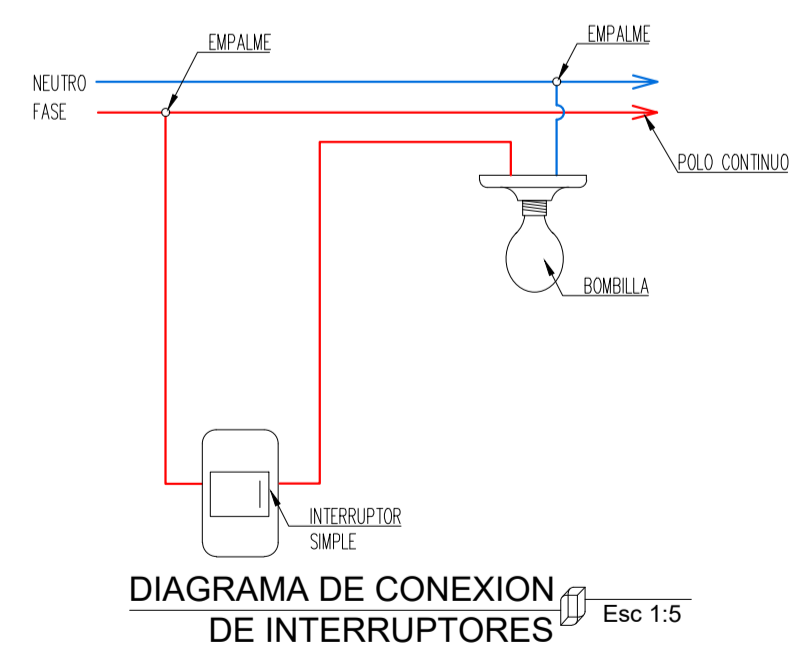 EMPALME
EMPALME
NEUTRO
FASE
POLO CONTINUO
BOMBILLA
INTERRUPTOR
SIMPLE
DIAGRAMA DE CONEXION
DE INTERRUPTORES
Esc 1:5